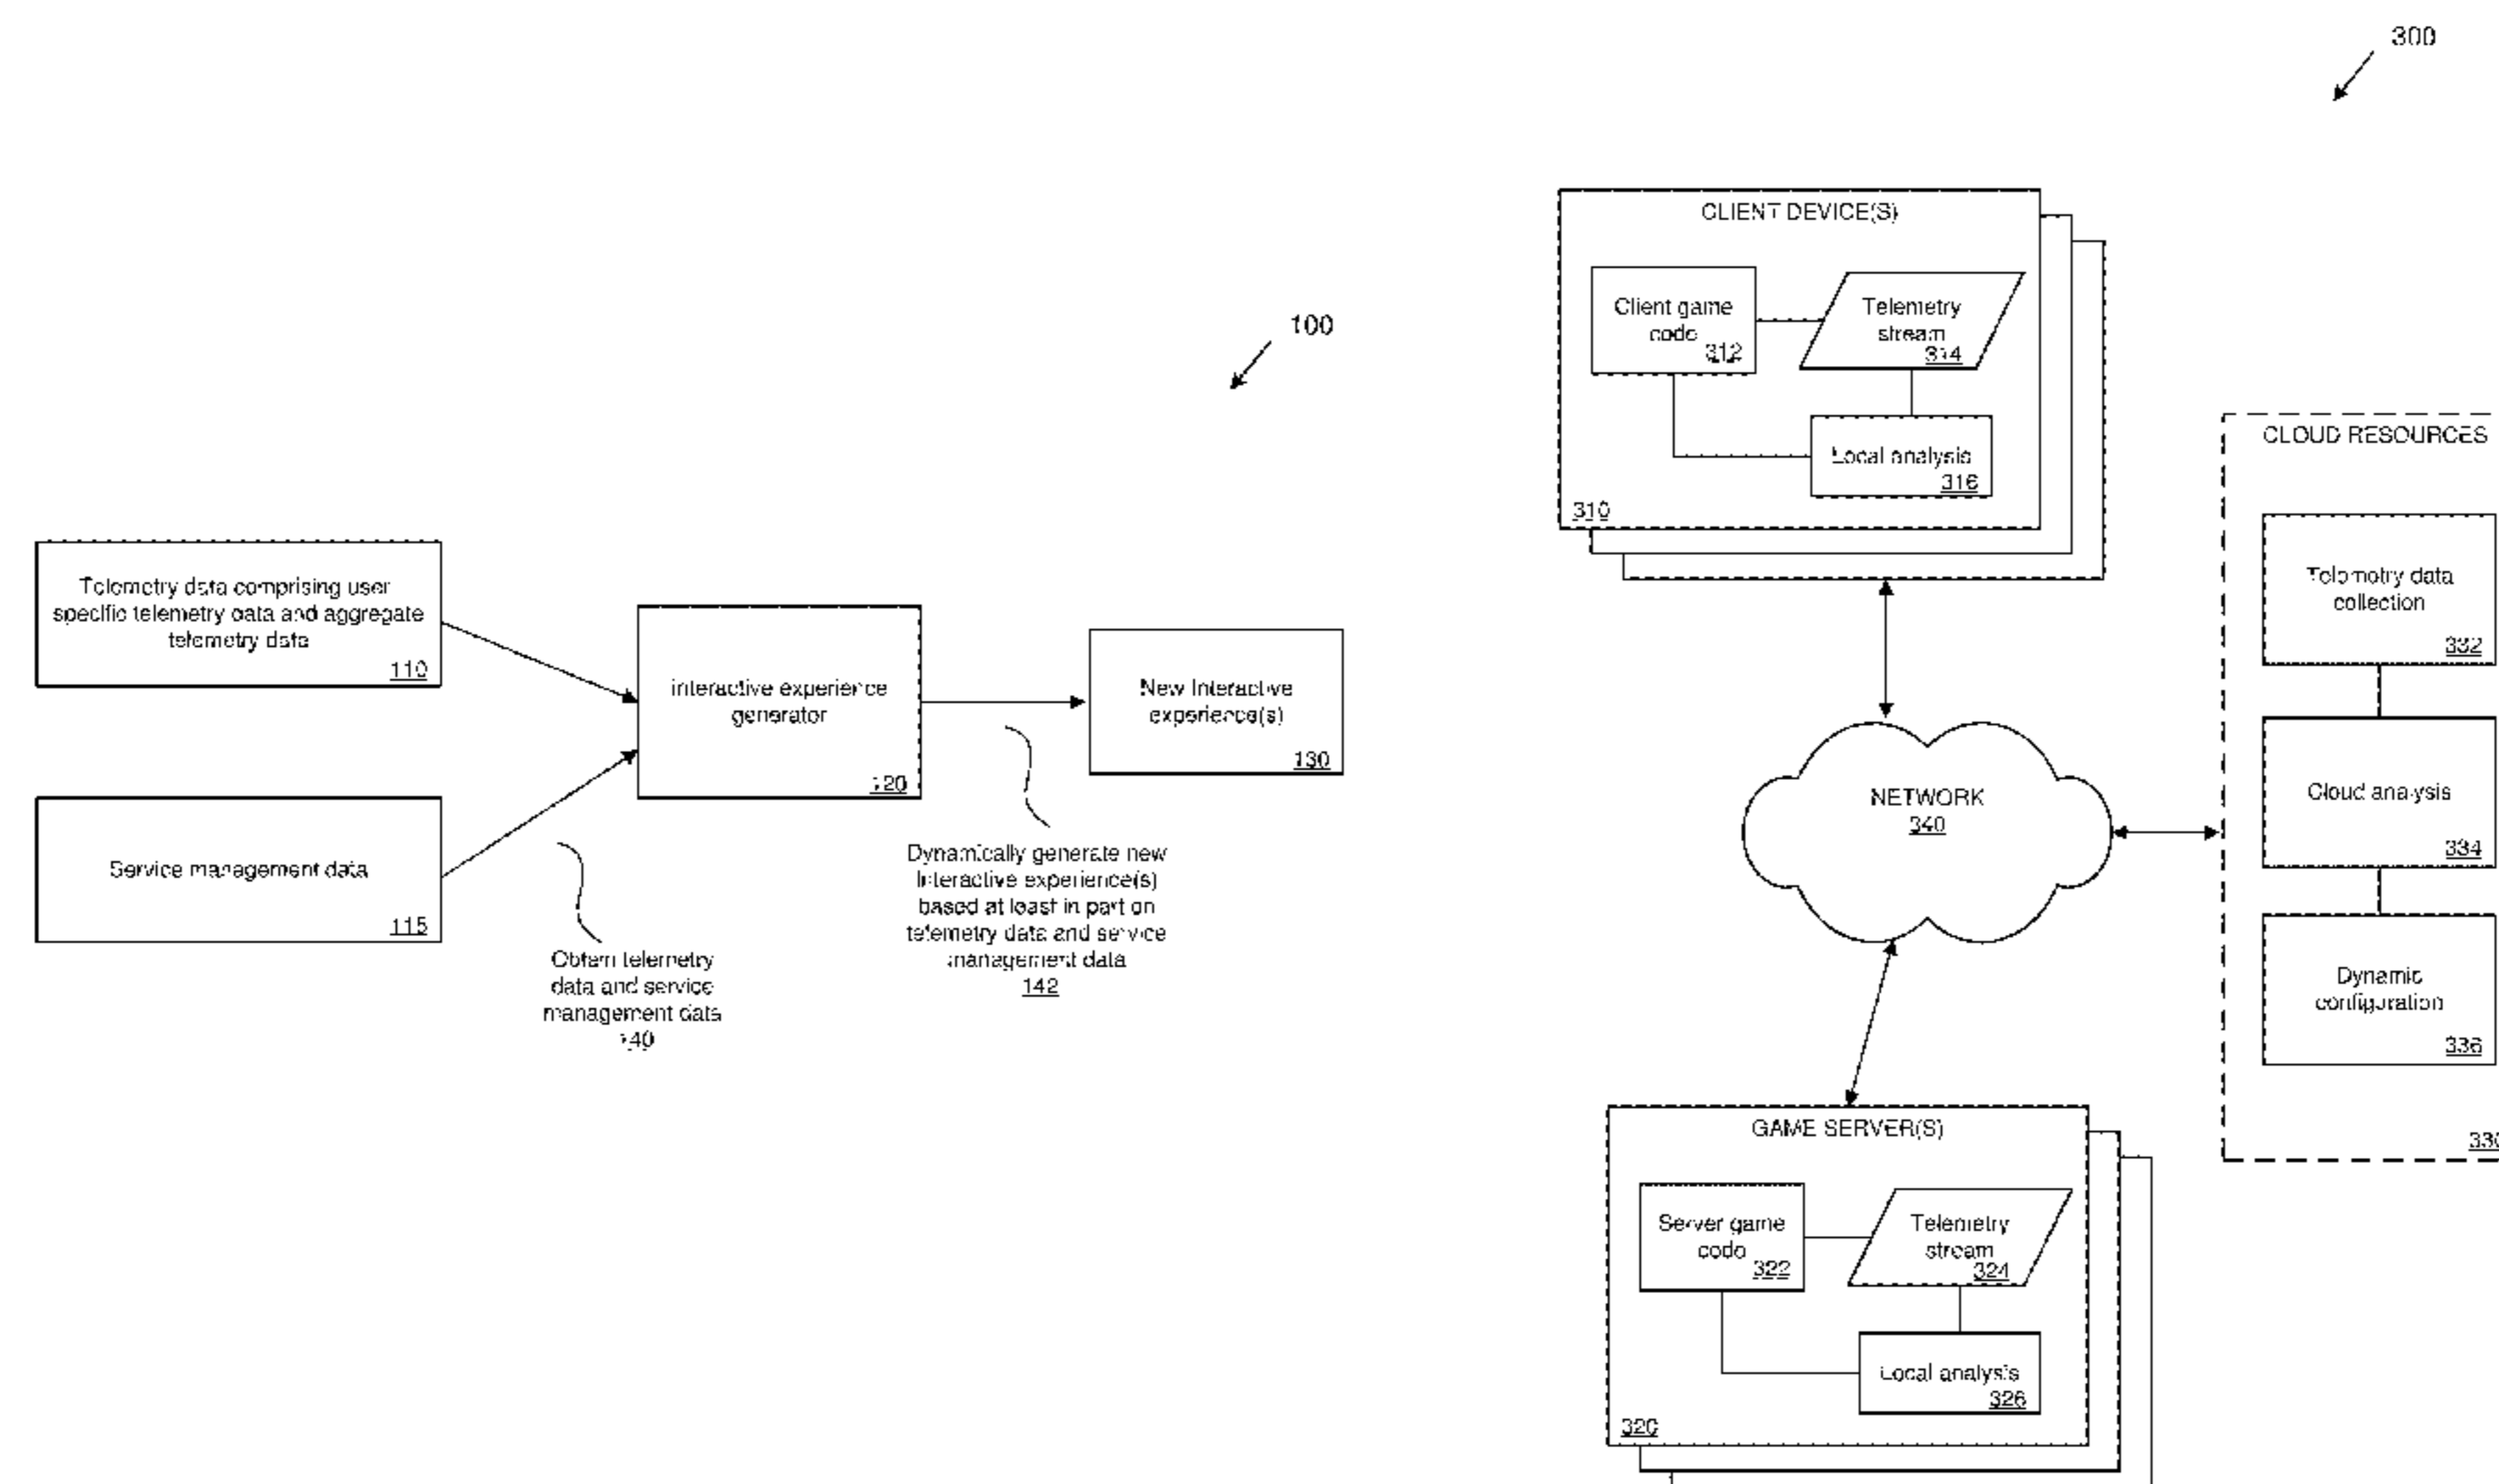 100
Telemetry data comprising user
specific telemetry data and aggregate
telemetry data
110
Service management data
115
interactive experience
generator
120
New Interactive
experience(s)
130
Obtain telemetry
data and service
management data
140
Dynamically generate new
Interactive experience(s)
based at least in part on
telemetry data and service
management data
142
300
CLIENT DEVICE(S)
Client game
code
312
Telemetry
stream
314
Local analysis
316
310
NETWORK
340
CLOUD RESOURCES
Telemetry data
collection
332
Cloud analysis
334
Dynamic
configuration
336
330
GAME SERVER(S)
Server game
code
322
Telemetry
stream
324
Local analysis
326
320